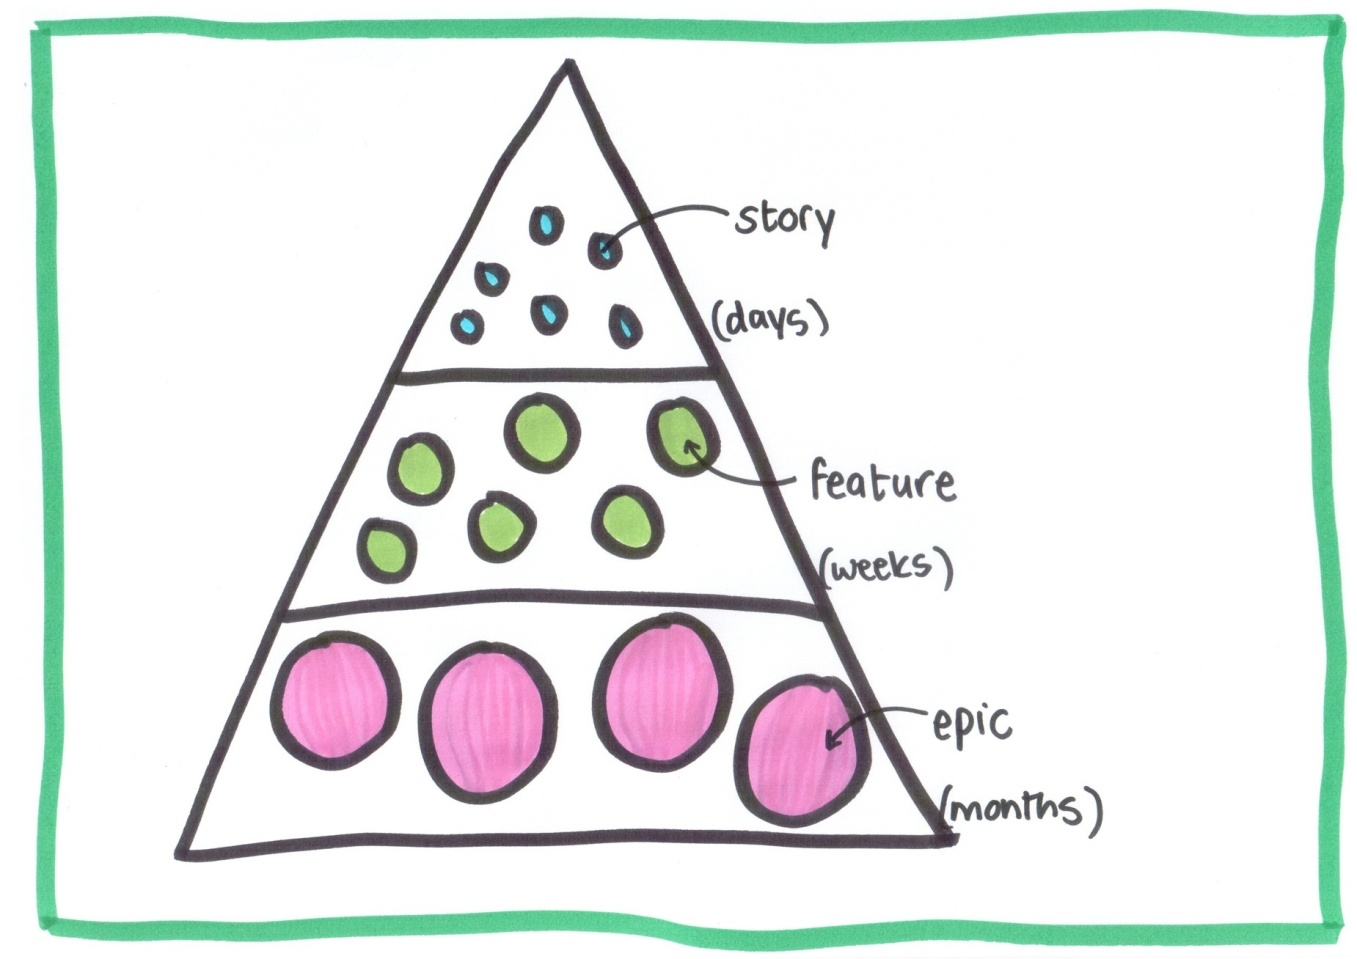 story
(days)
feature
(weeks)
epic
(months)